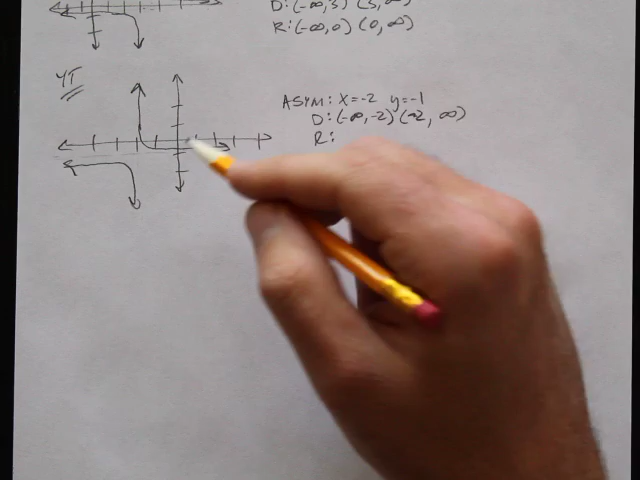 D: (-∞,3) (3,∞)
R: (-∞,0) (0,∞)
YT
ASYM: X=-2 y=-1
D: (-∞,-2) (-2,∞)
R: